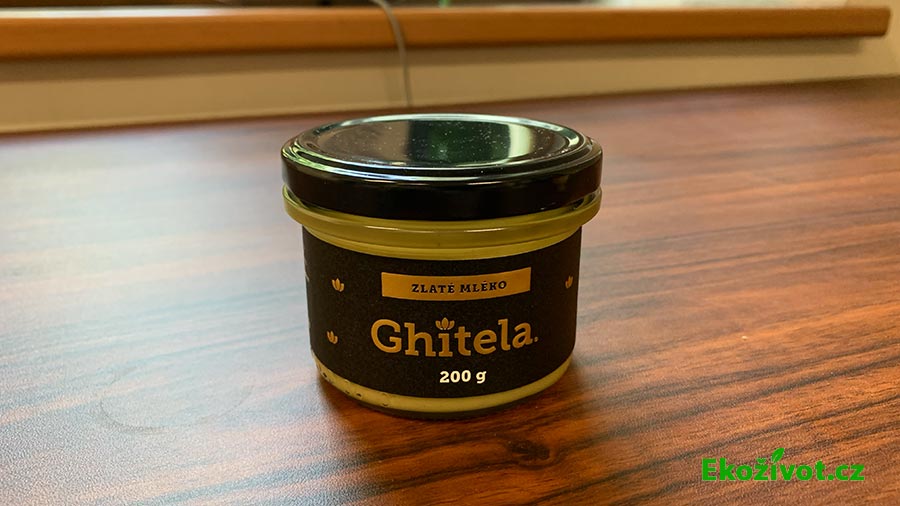 ZLATÉ MLÉKO
Ghitela
200 g
Ekoživot.cz